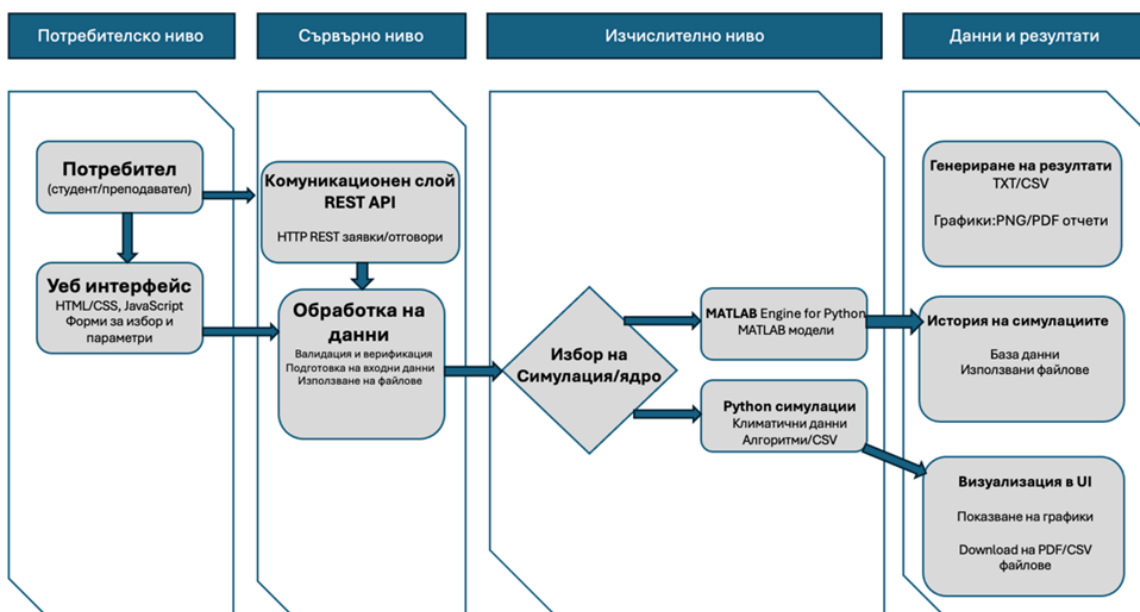 Потребителско ниво
Сървърно ниво
Изчислително ниво
Данни и резултати
Потребител
(студент/преподавател)
Уеб интерфейс
HTML/CSS, JavaScript
Форми за избор и
параметри
Комуникационен слой
REST API
HTTP REST заявки/отговори
Обработка на
данни
Валидация и верификация
Подготовка на входни данни
Използване на файлове
Избор на
Симулация/ядро
MATLAB Engine for Python
MATLAB модели
Python симулации
Климатични данни
Алгоритми/CSV
Генериране на резултати
TXT/CSV
Графики:PNG/PDF отчети
История на симулациите
База данни
Използвани файлове
Визуализация в UI
Показване на графики
Download на PDF/CSV
файлове